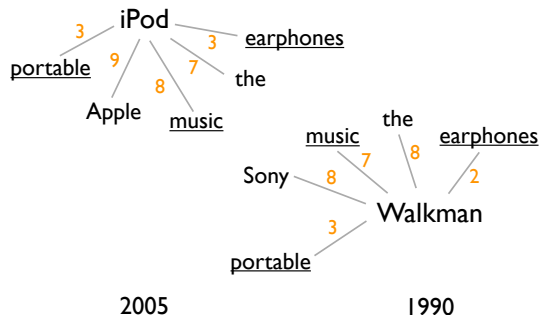 iPod
3
3
earphones
portable
9
7
the
8
Apple
music
the
music
earphones
7
8
Sony
8
2
Walkman
3
portable
2005
1990